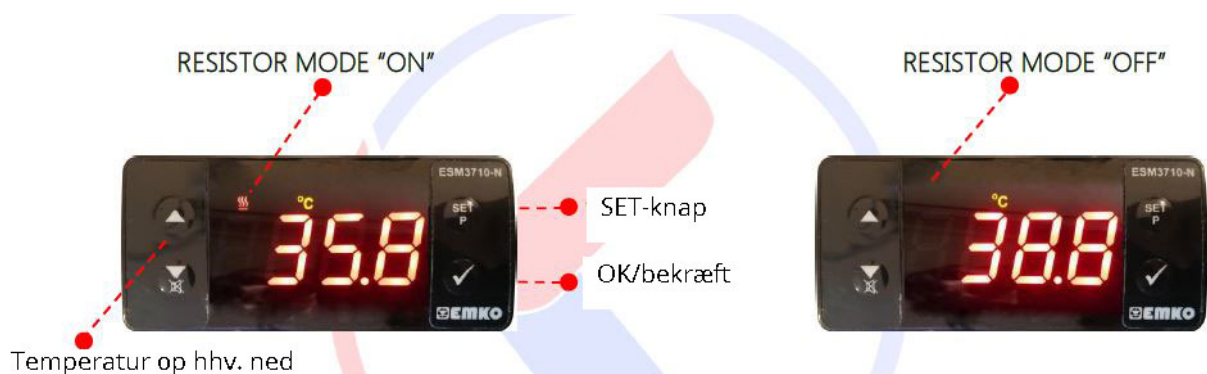 RESISTOR MODE "ON"
RESISTOR MODE "OFF"
ESM3710-N
°C
35.8
SET
P
EMKO
SET-knap
OK/bekræft
Temperatur op hhv. ned
ESM3710-N
°C
38.8
SET
P
EMKO